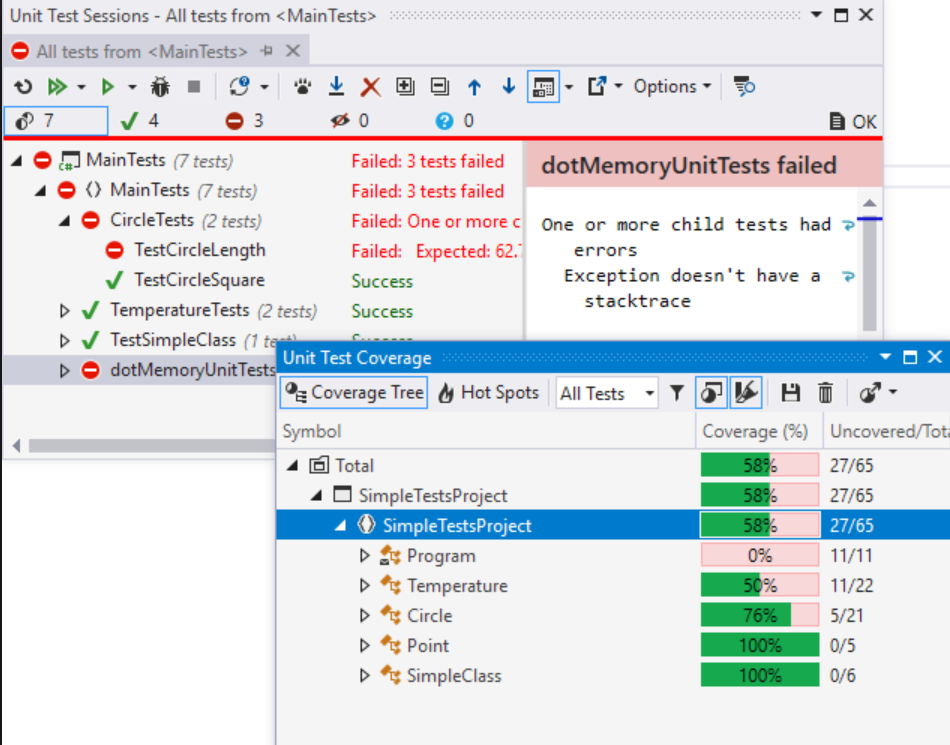 Unit Test Sessions - All tests from <MainTests>
All tests from <MainTests>
Options
7 4 3 0 0 OK
MainTests (7 tests) Failed: 3 tests failed
MainTests (7 tests) Failed: 3 tests failed
CircleTests (2 tests) Failed: One or more c
TestCircleLength Failed: Expected: 62.7
TestCircleSquare Success
TemperatureTests (2 tests) Success
TestSimpleClass (1 test)
dotMemoryUnitTests
dotMemoryUnitTests failed
One or more child tests had
errors
Exception doesn't have a
stacktrace
Unit Test Coverage
Coverage Tree Hot Spots All Tests
Symbol Coverage (%) Uncovered/Tota
Total 58% 27/65
SimpleTestsProject 58% 27/65
SimpleTestsProject 58% 27/65
Program 0% 11/11
Temperature 50% 11/22
Circle 76% 5/21
Point 100% 0/5
SimpleClass 100% 0/6